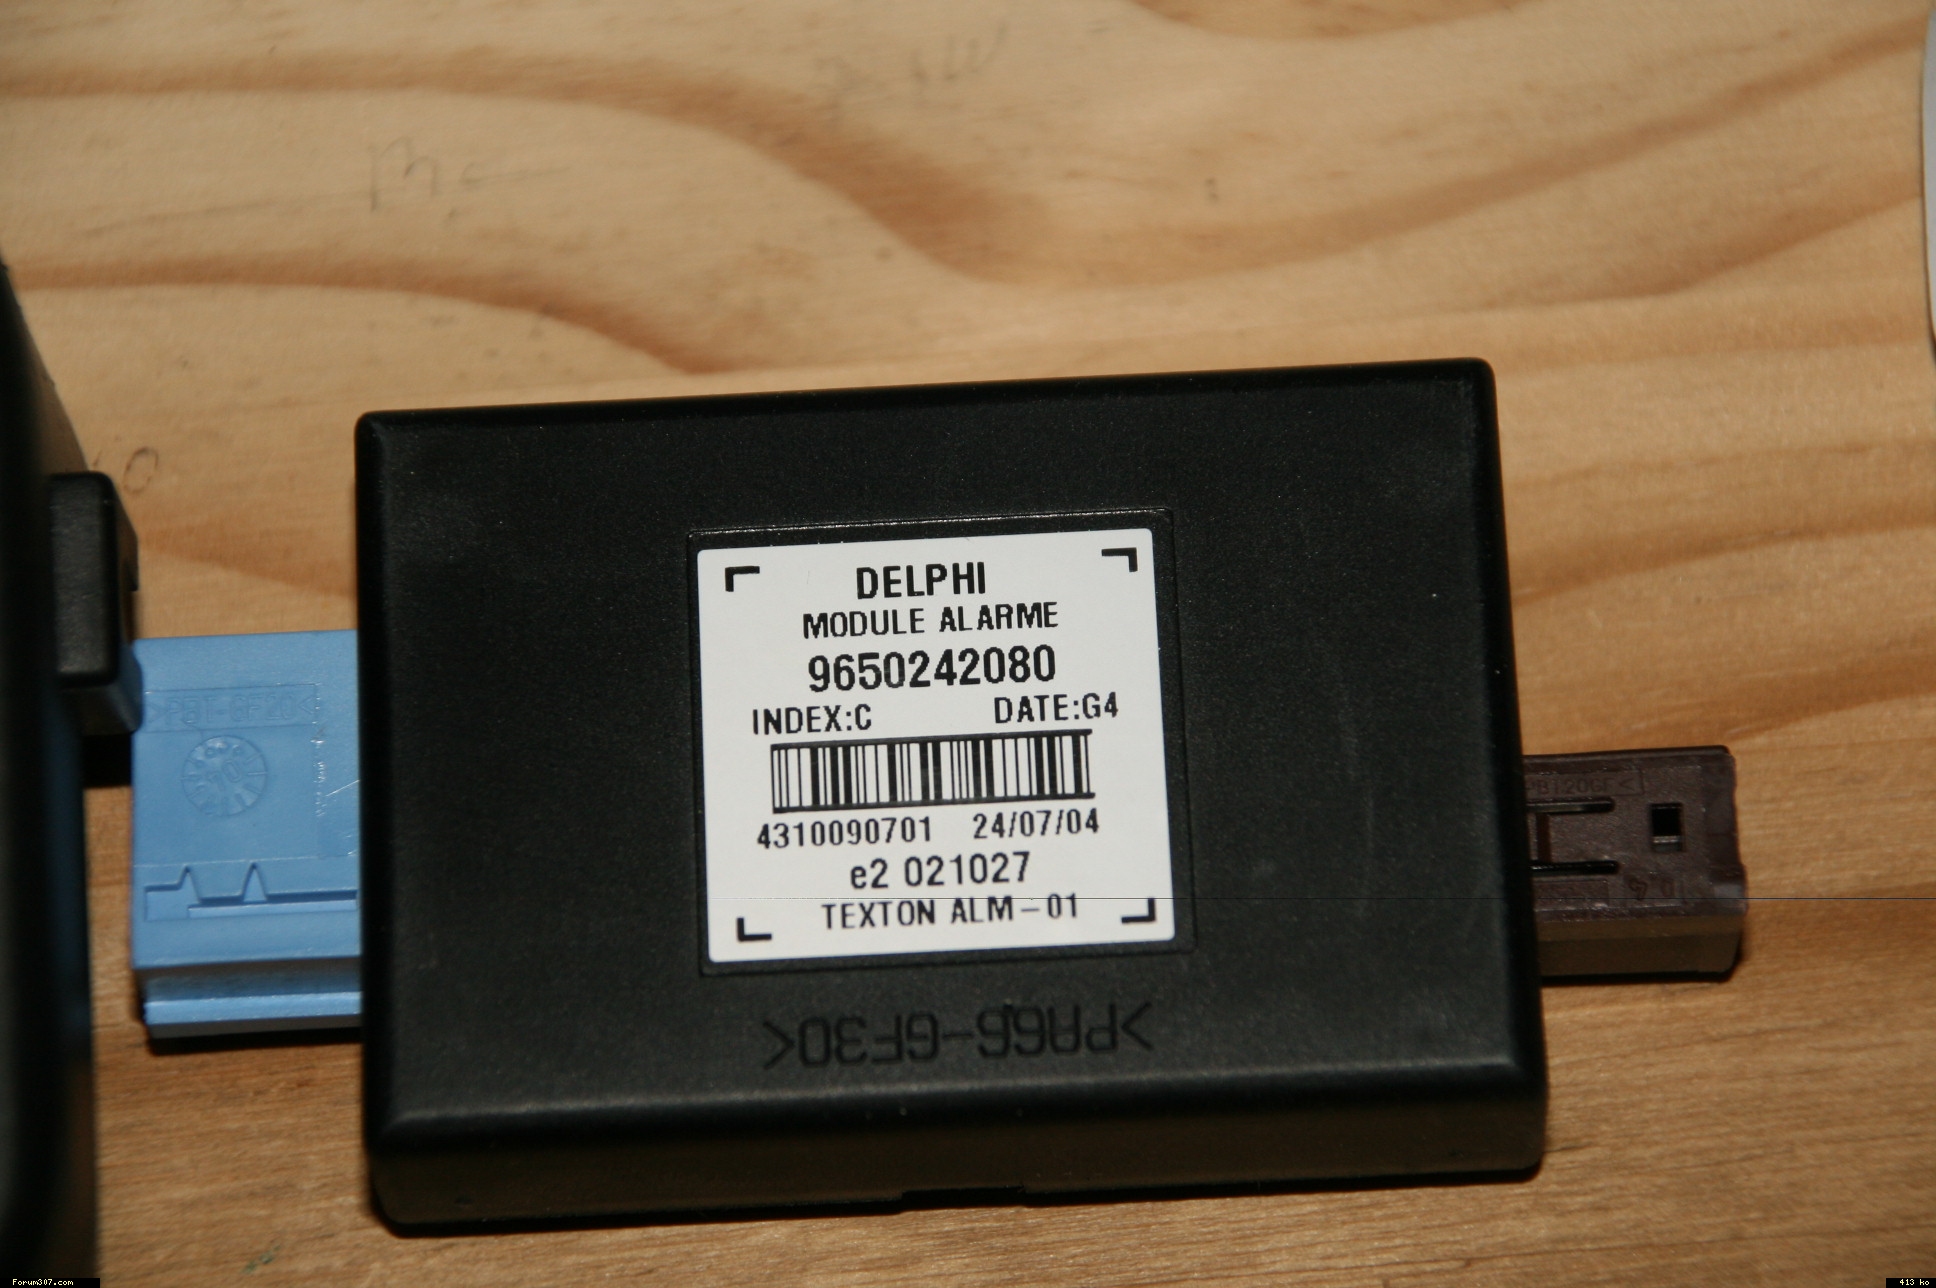 DELPHI
MODULE ALARME
9650242080
INDEX:C DATE:G4
4310090701 24/07/04
e2 021027
TEXTON ALM-01
>PA66-GF30<
>PBT-GF20<
PBT20GF<
Forum307.com
413 ko